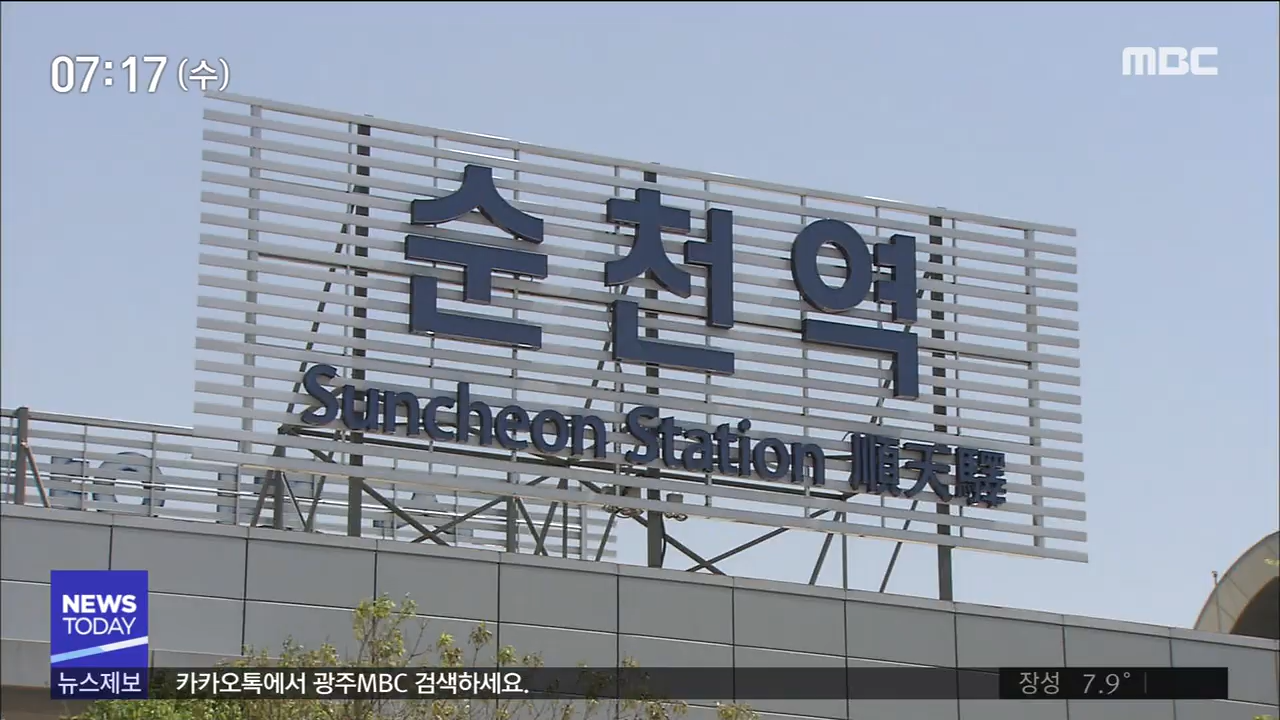 07:17 (수)
MBC
순천역
Suncheon Station 順天驛
NEWS
TODAY
뉴스제보
카카오톡에서 광주MBC 검색하세요.
장성 7.9°